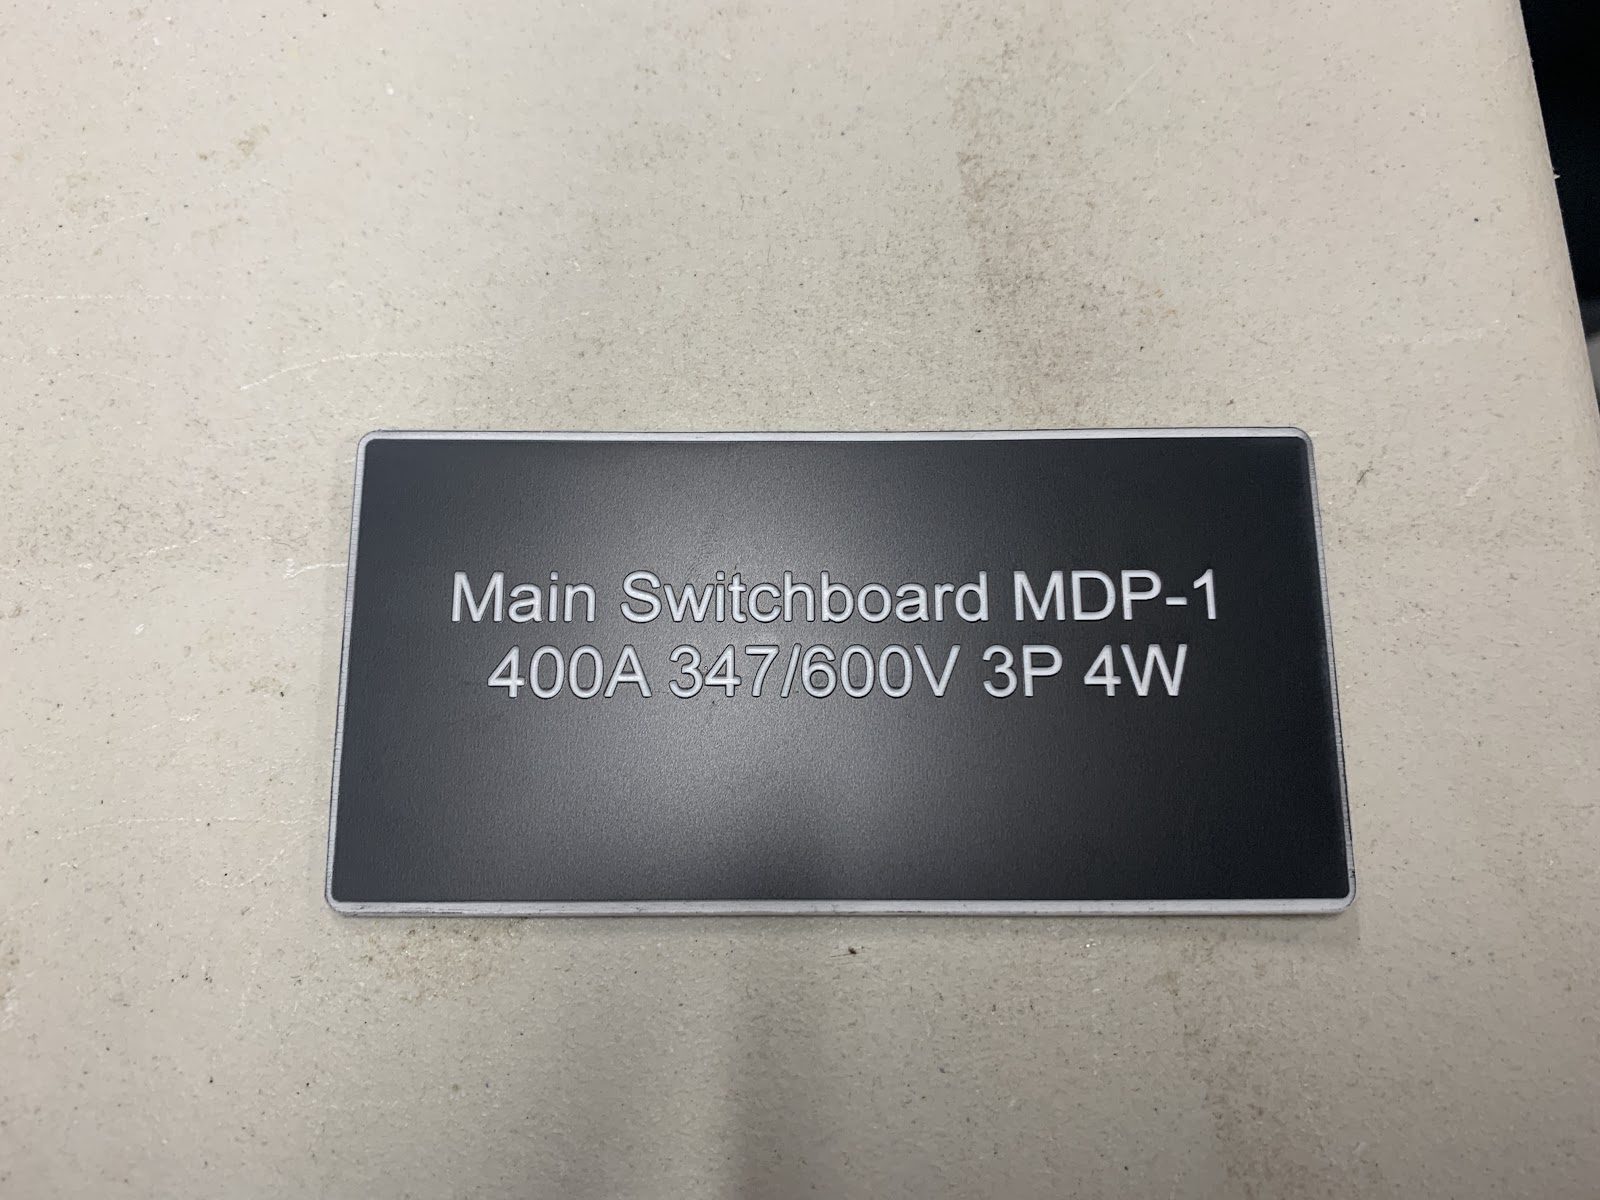 Main Switchboard MDP-1
400A 347/600V 3P 4W